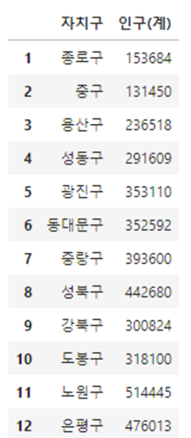 자치구 인구(계)
1 종로구 153684
2 중구 131450
3 용산구 236518
4 성동구 291609
5 광진구 353110
6 동대문구 352592
7 중랑구 393600
8 성북구 442680
9 강북구 300824
10 도봉구 318100
11 노원구 514445
12 은평구 476013